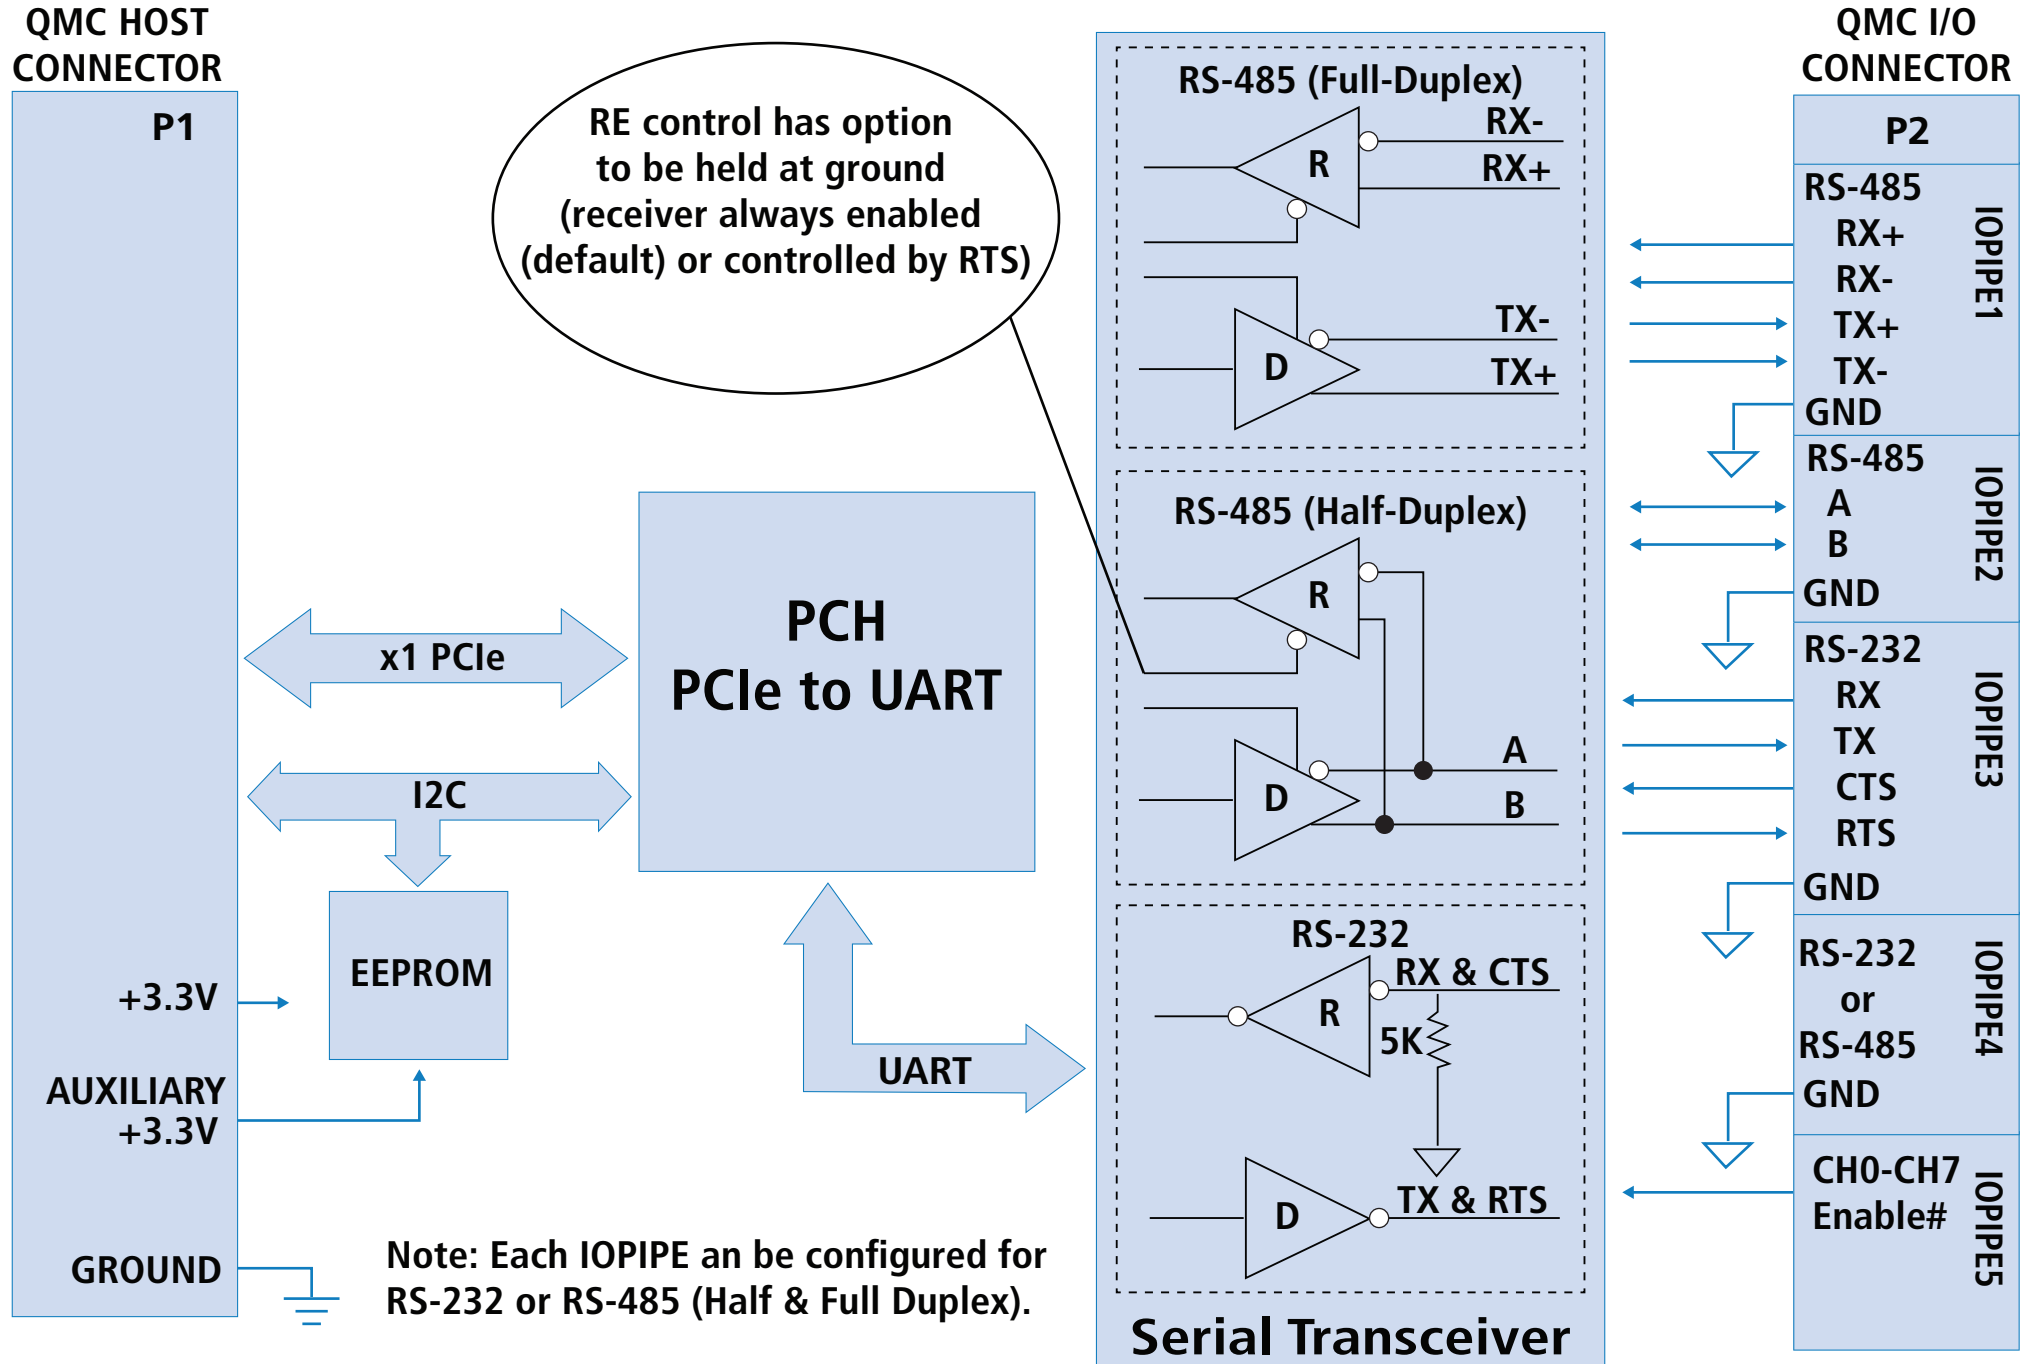 QMC HOST
CONNECTOR
P1
+3.3V
AUXILIARY
+3.3V
GROUND
RE control has option
to be held at ground
(receiver always enabled
(default) or controlled by RTS)
x1 PCIe
I2C
EEPROM
PCH
PCIe to UART
UART
Note: Each IOPIPE an be configured for
RS-232 or RS-485 (Half & Full Duplex).
RS-485 (Full-Duplex)
RX-
R
RX+
TX-
D
TX+
RS-485 (Half-Duplex)
R
A
D
B
RS-232
RX & CTS
R
5K
TX & RTS
D
Serial Transceiver
QMC I/O
CONNECTOR
P2
RS-485
RX+
RX-
TX+
TX-
GND
IOPIPE1
RS-485
A
B
GND
IOPIPE2
RS-232
RX
TX
CTS
RTS
GND
IOPIPE3
RS-232
or
RS-485
GND
IOPIPE4
CH0-CH7
Enable#
IOPIPE5